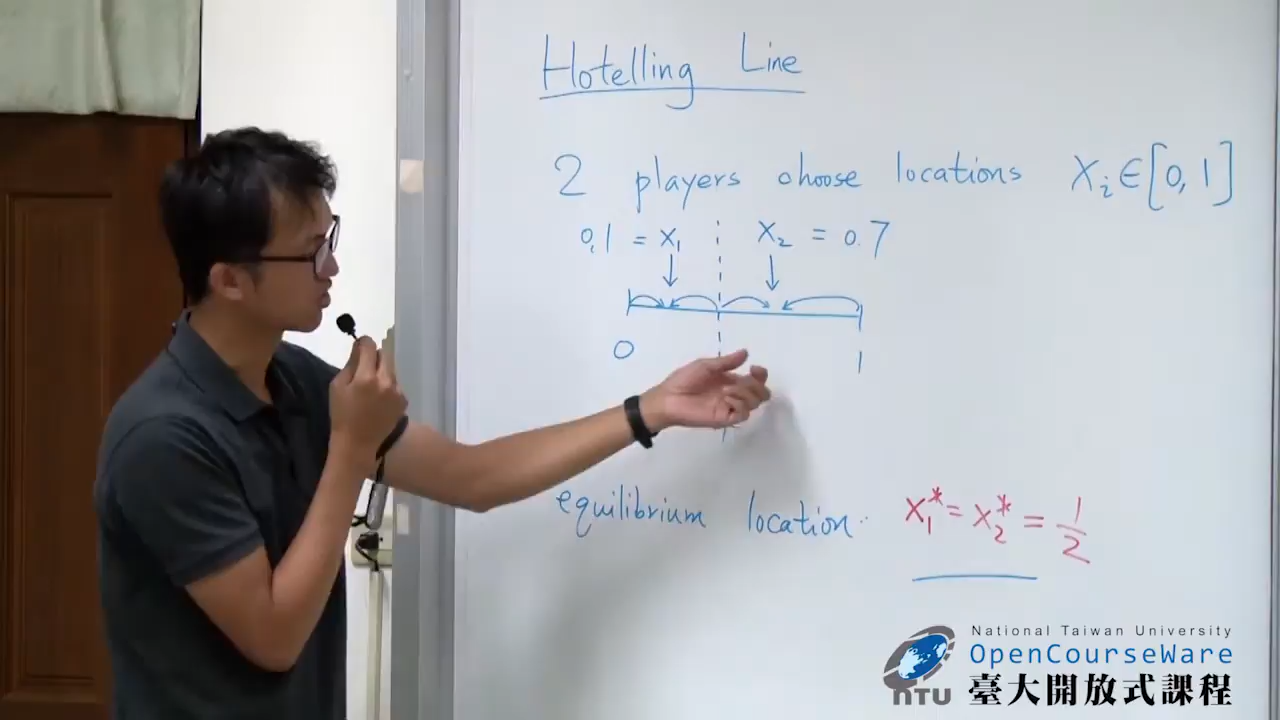 Hotelling Line
2 players choose locations Xᵢ ∈ [0, 1]
0.1 = X₁ X₂ = 0.7
0 1
equilibrium location. X₁* = X₂* = 1/2
National Taiwan University
OpenCourseWare
NTU 臺大開放式課程